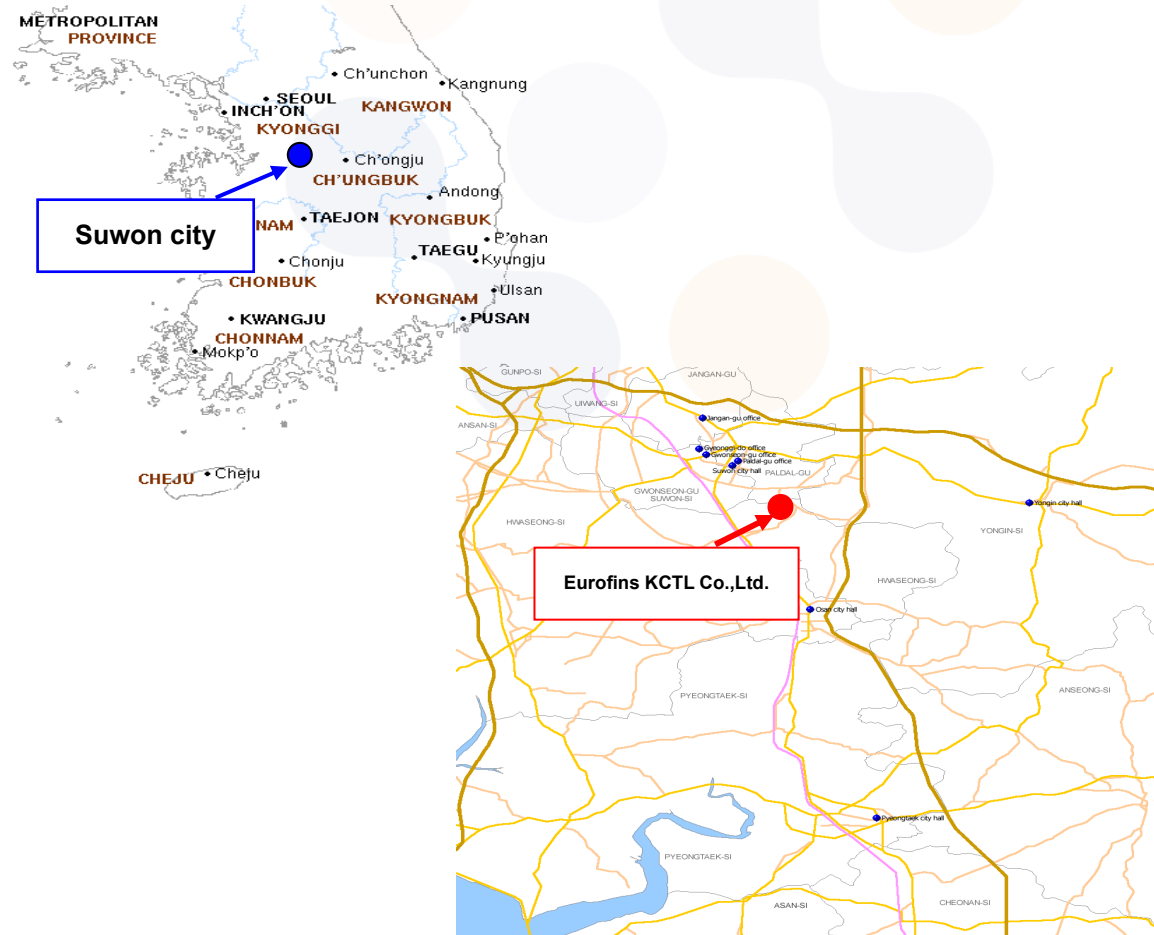 METROPOLITAN
PROVINCE
Ch'unchon
Kangnung
SEOUL
INCH'ON
KANGWON
KYONGGI
Ch'ongju
CH'UNGBUK
Andong
Suwon city
NAM
TAEJON
KYONGBUK
P'ohan
TAEGU
Kyungju
Chonju
CHONBUK
KYONGNAM
Ulsan
KWANGJU
PUSAN
CHONNAM
Mokp'o
CHEJU
Cheju
GUNPO-SI
JANGAN-GU
UIWANG-SI
ANSAN-SI
Jangan-gu office
Gyeonggi-do office
Gwonseon-gu office
Paldal-gu office
Suwon city hall
PALDAL-GU
GWONSEON-GU
SUWON-SI
Yongin city hall
HWASEONG-SI
YONGIN-SI
Eurofins KCTL Co.,Ltd.
HWASEONG-SI
Osan city hall
PYEONGTAEK-SI
ANSEONG-SI
Pyeongtaek city hall
PYEONGTAEK-SI
ASAN-SI
CHEONAN-SI